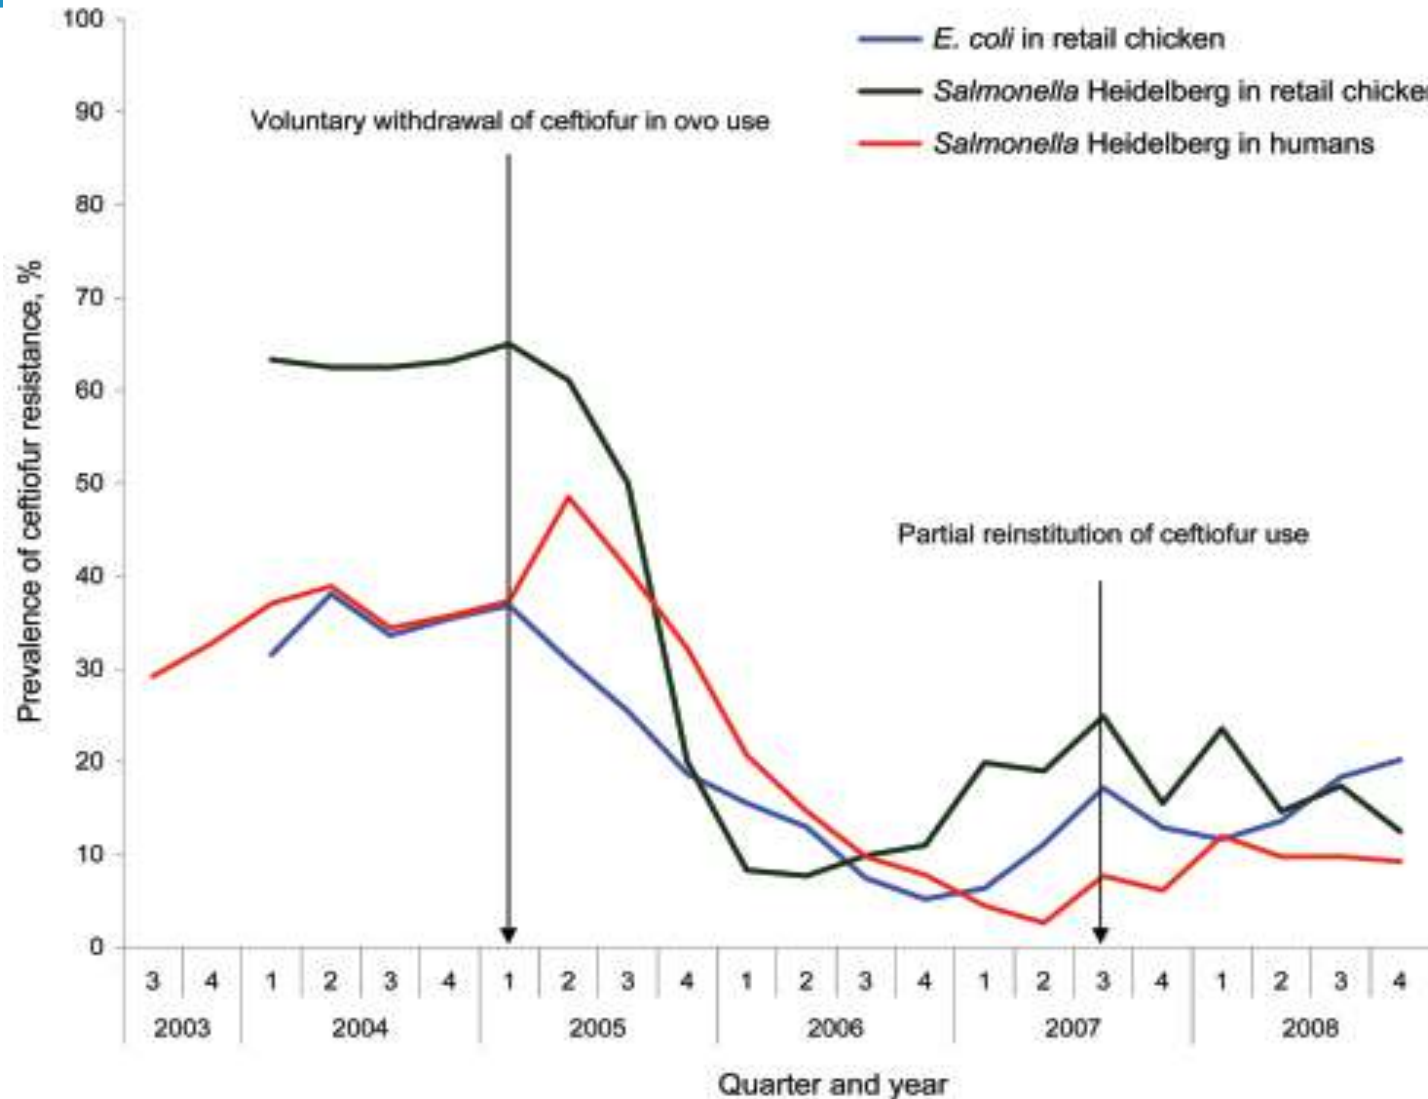 100
90
80
70
60
50
40
30
20
10
0
Prevalence of ceftiofur resistance, %
E. coli in retail chicken
Salmonella Heidelberg in retail chicken
Salmonella Heidelberg in humans
Voluntary withdrawal of ceftiofur in ovo use
Partial reinstitution of ceftiofur use
3 4 1 2 3 4 1 2 3 4 1 2 3 4 1 2 3 4 1 2 3 4
2003 2004 2005 2006 2007 2008
Quarter and year